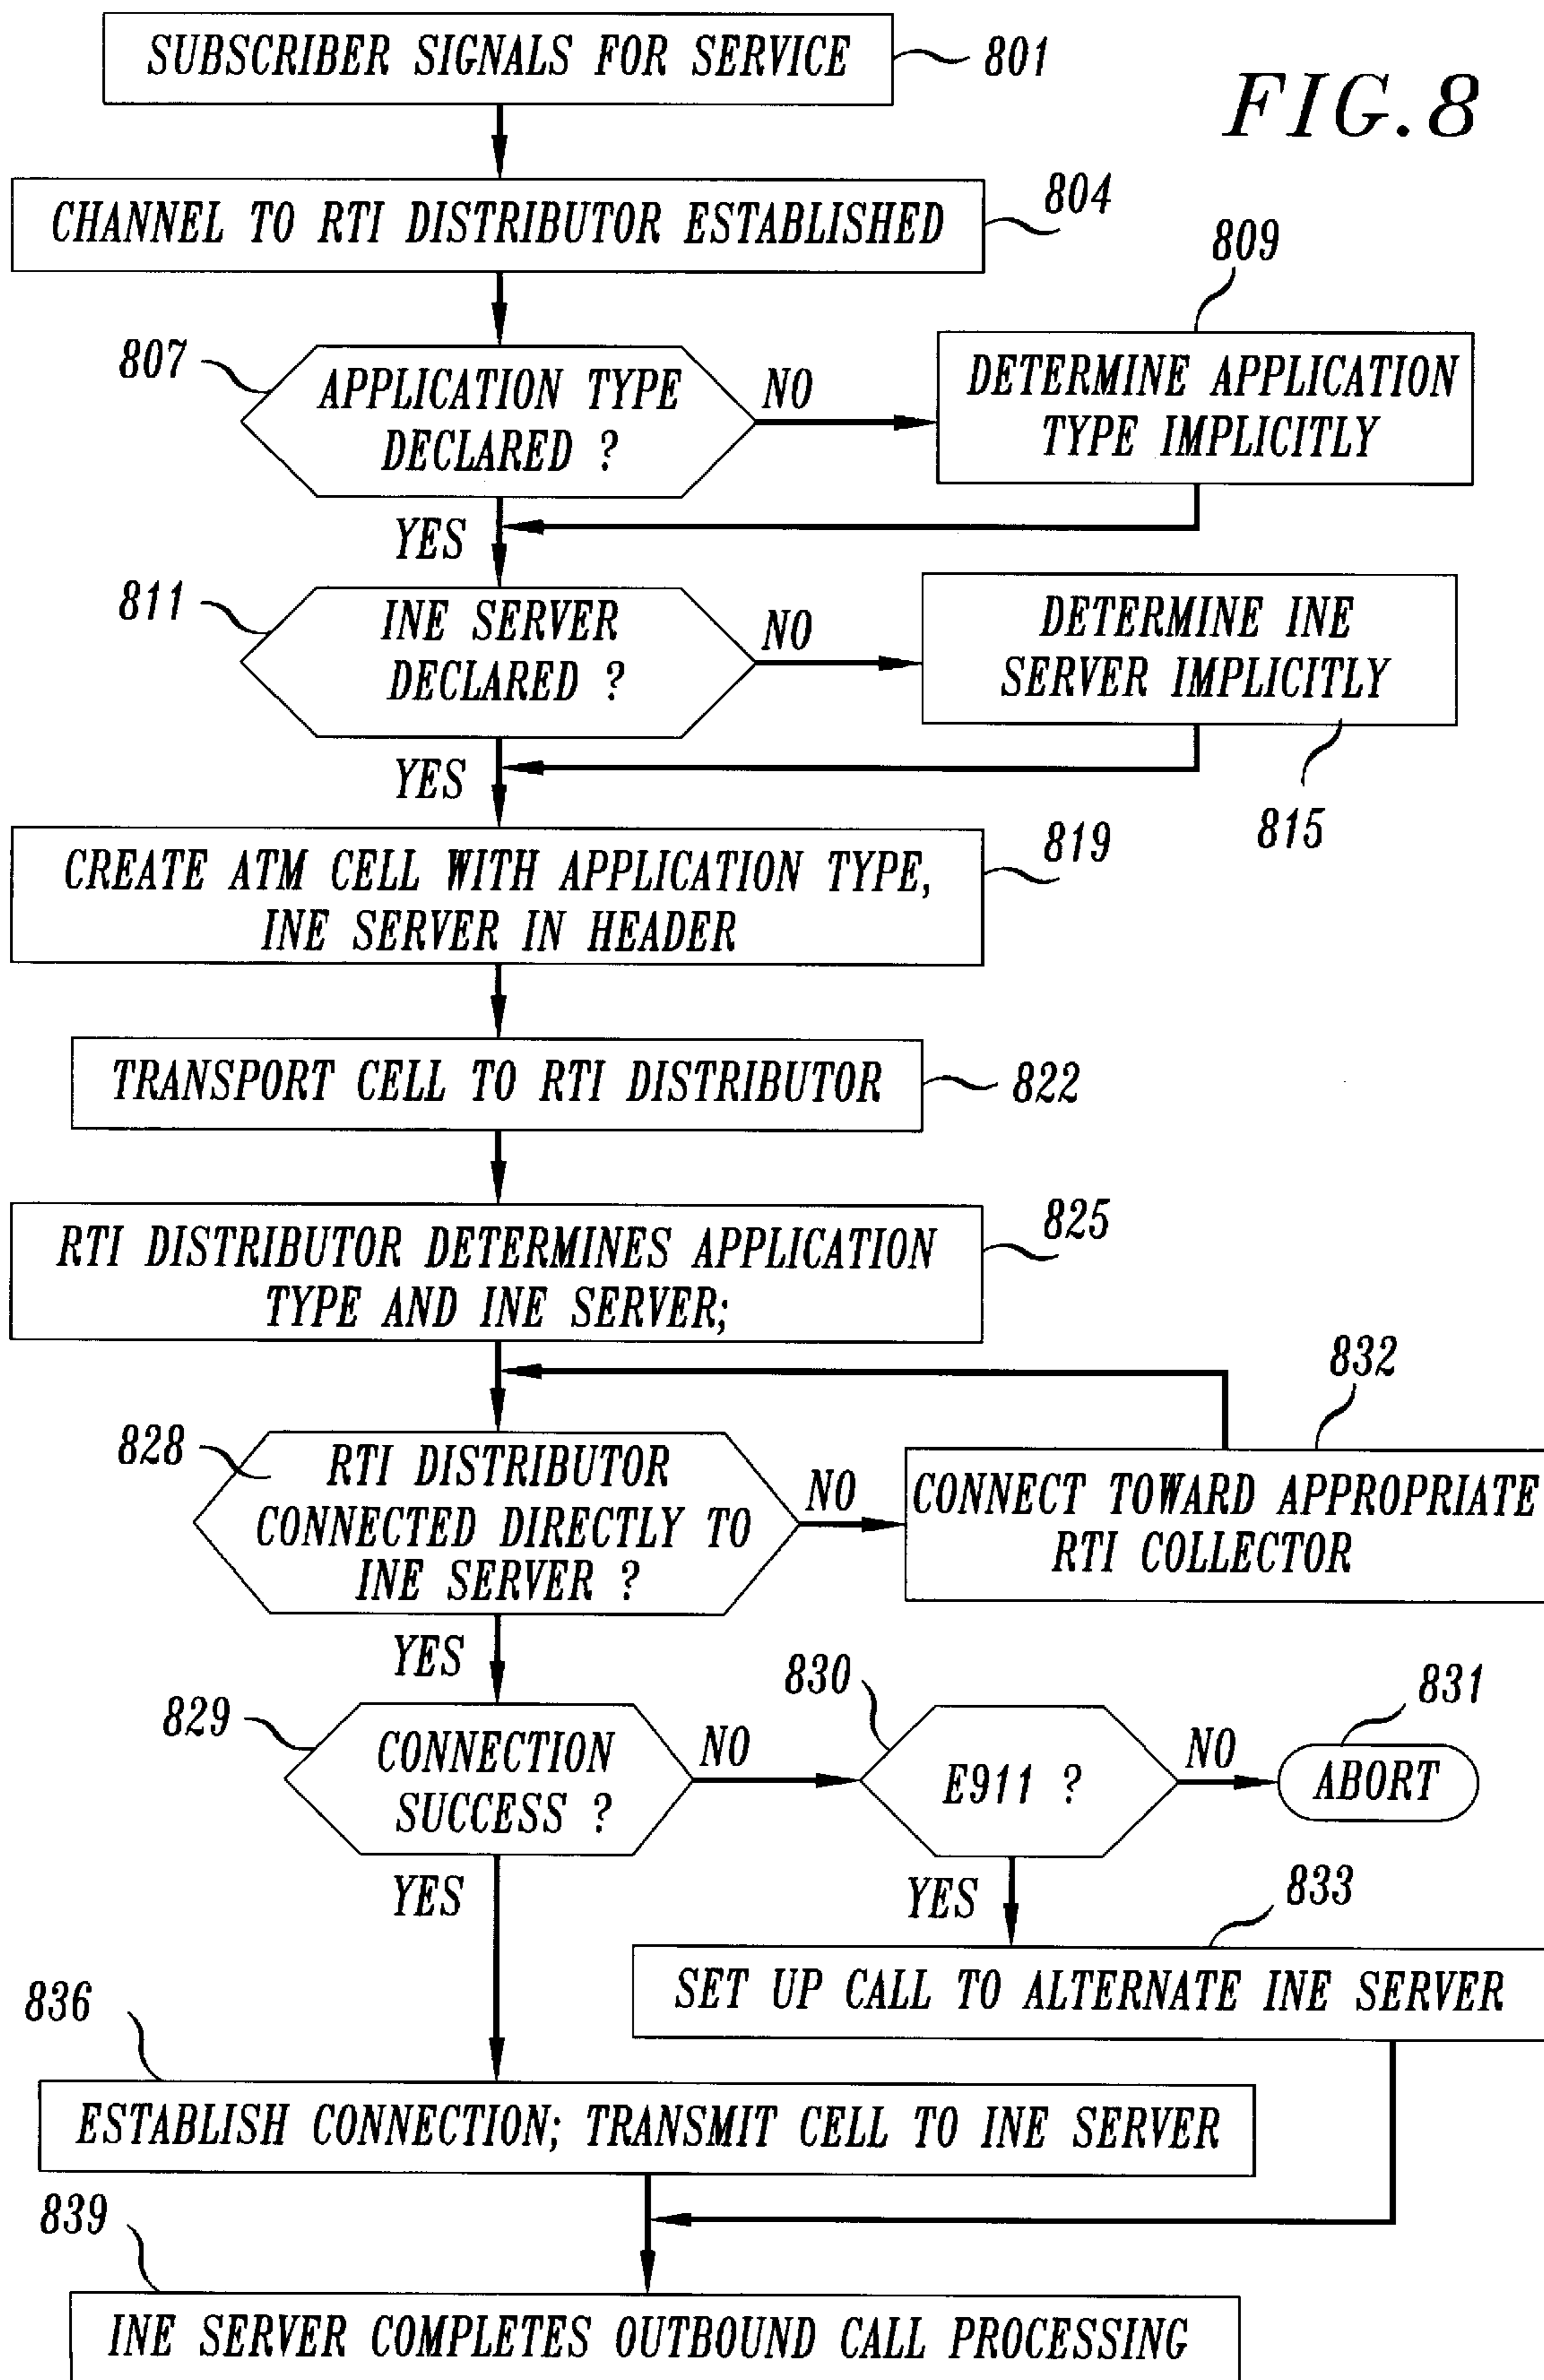 SUBSCRIBER SIGNALS FOR SERVICE
801
FIG.8
CHANNEL TO RTI DISTRIBUTOR ESTABLISHED
804
807
APPLICATION TYPE
DECLARED ?
NO
809
DETERMINE APPLICATION
TYPE IMPLICITLY
YES
811
INE SERVER
DECLARED ?
NO
DETERMINE INE
SERVER IMPLICITLY
815
YES
CREATE ATM CELL WITH APPLICATION TYPE,
INE SERVER IN HEADER
819
TRANSPORT CELL TO RTI DISTRIBUTOR
822
RTI DISTRIBUTOR DETERMINES APPLICATION
TYPE AND INE SERVER;
825
828
RTI DISTRIBUTOR
CONNECTED DIRECTLY TO
INE SERVER ?
NO
832
CONNECT TOWARD APPROPRIATE
RTI COLLECTOR
YES
829
CONNECTION
SUCCESS ?
NO
830
E911 ?
NO
831
ABORT
YES
YES
833
SET UP CALL TO ALTERNATE INE SERVER
836
ESTABLISH CONNECTION; TRANSMIT CELL TO INE SERVER
839
INE SERVER COMPLETES OUTBOUND CALL PROCESSING